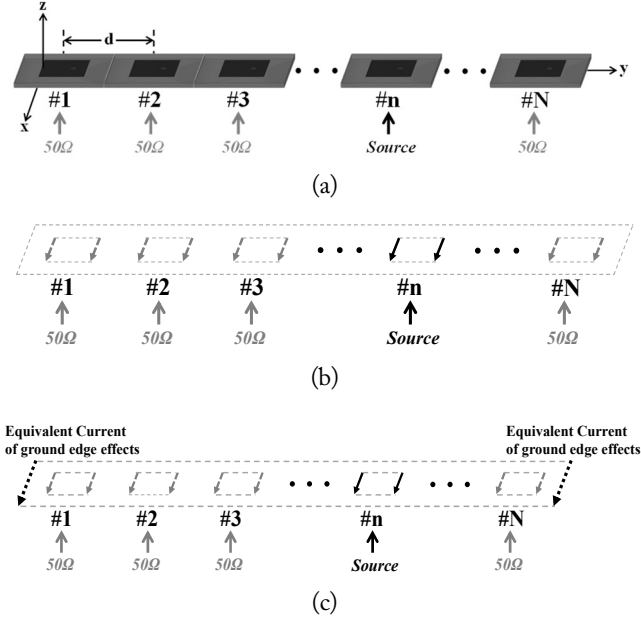 z
d
y
x
#1 #2 #3 #n #N
50Ω 50Ω 50Ω Source 50Ω
(a)
#1 #2 #3 #n #N
50Ω 50Ω 50Ω Source 50Ω
(b)
Equivalent Current Equivalent Current
of ground edge effects of ground edge effects
#1 #2 #3 #n #N
50Ω 50Ω 50Ω Source 50Ω
(c)